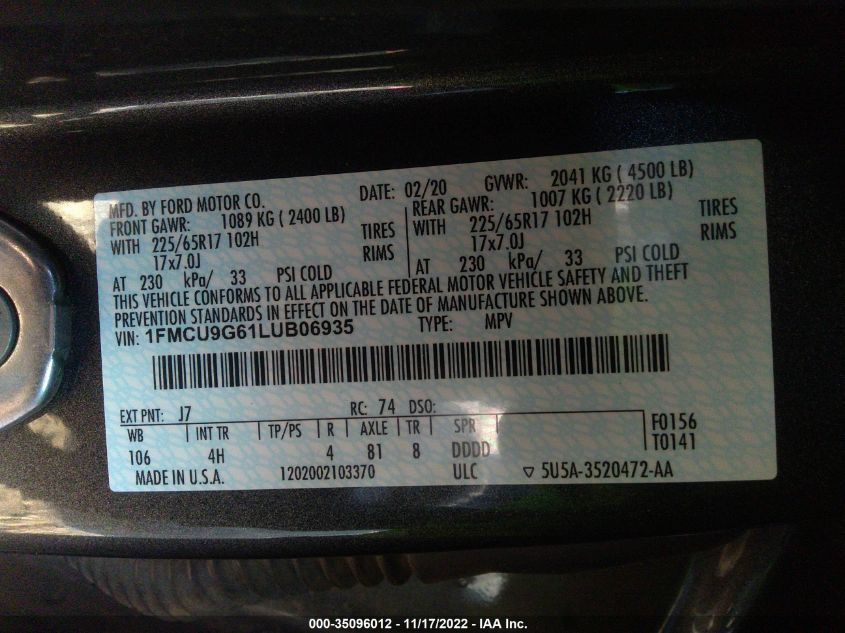 MFD. BY FORD MOTOR CO.
DATE: 02/20 GVWR: 2041 KG ( 4500 LB)
FRONT GAWR: 1089 KG ( 2400 LB)
REAR GAWR: 1007 KG ( 2220 LB)
WITH 225/65R17 102H TIRES
WITH 225/65R17 102H TIRES
17x7.0J RIMS
17x7.0J RIMS
AT 230 kPa/ 33 PSI COLD
AT 230 kPa/ 33 PSI COLD
THIS VEHICLE CONFORMS TO ALL APPLICABLE FEDERAL MOTOR VEHICLE SAFETY AND THEFT
PREVENTION STANDARDS IN EFFECT ON THE DATE OF MANUFACTURE SHOWN ABOVE.
VIN: 1FMCU9G61LUB06935 TYPE: MPV
EXT PNT: J7 RC: 74 DSO:
WB INT TR TP/PS R AXLE TR SPR F0156
106 4H 4 81 8 DDDD T0141
MADE IN U.S.A. 1202002103370 ULC ▽ 5U5A-3520472-AA
000-35096012 - 11/17/2022 - IAA Inc.